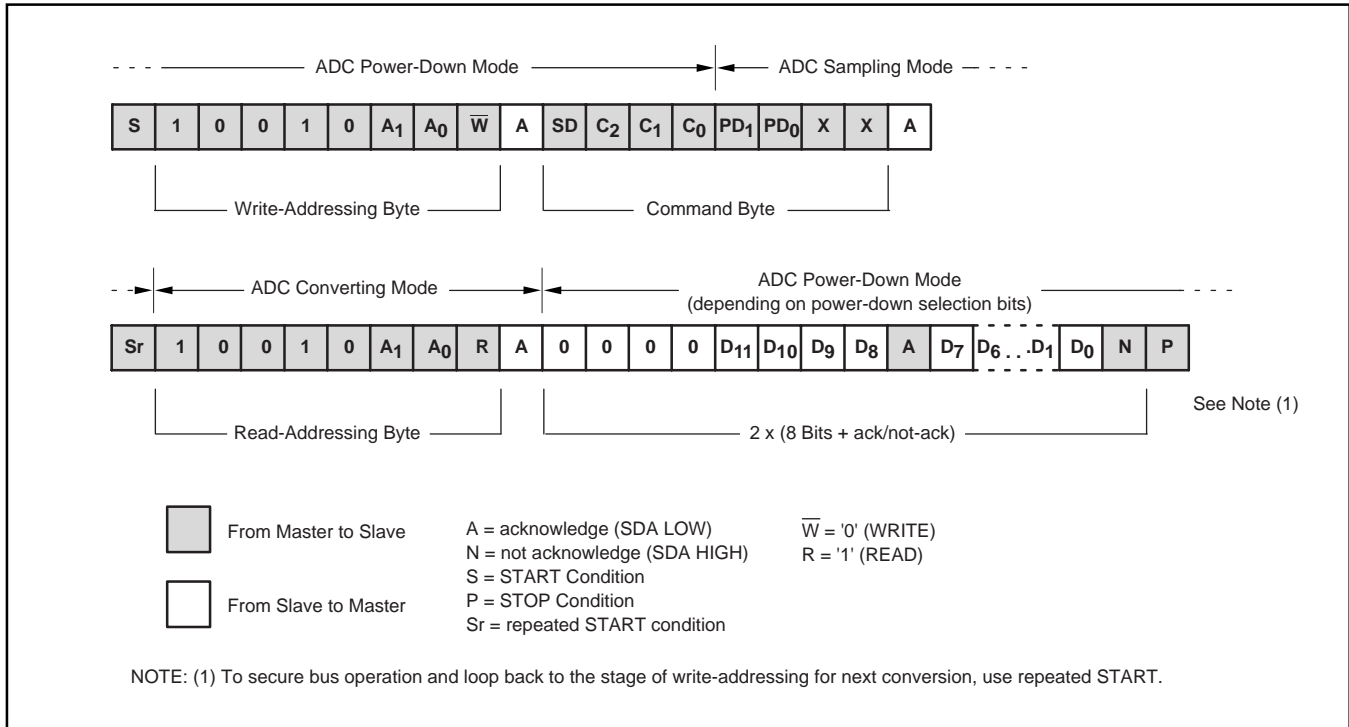 ADC Power-Down Mode ADC Sampling Mode
S 1 0 0 1 0 A1 A0 W̅ A SD C2 C1 C0 PD1 PD0 X X A
Write-Addressing Byte Command Byte
ADC Converting Mode ADC Power-Down Mode
(depending on power-down selection bits)
Sr 1 0 0 1 0 A1 A0 R A 0 0 0 0 D11 D10 D9 D8 A D7 D6 . . . D1 D0 N P
See Note (1)
Read-Addressing Byte 2 x (8 Bits + ack/not-ack)
From Master to Slave
From Slave to Master
A = acknowledge (SDA LOW)
N = not acknowledge (SDA HIGH)
S = START Condition
P = STOP Condition
Sr = repeated START condition
W̅ = '0' (WRITE)
R = '1' (READ)
NOTE: (1) To secure bus operation and loop back to the stage of write-addressing for next conversion, use repeated START.